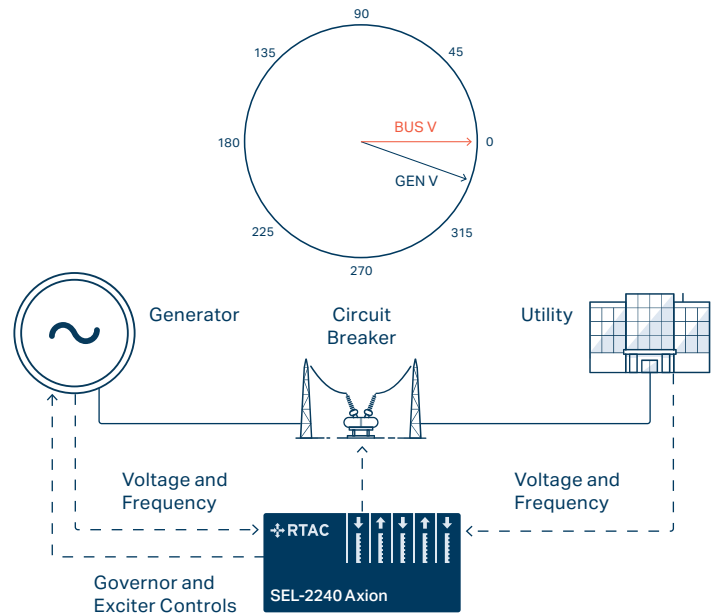 90
135
45
BUS V
180
0
GEN V
225
315
270
Generator
Circuit
Breaker
Utility
Voltage and
Frequency
Voltage and
Frequency
RTAC
Governor and
Exciter Controls
SEL-2240 Axion